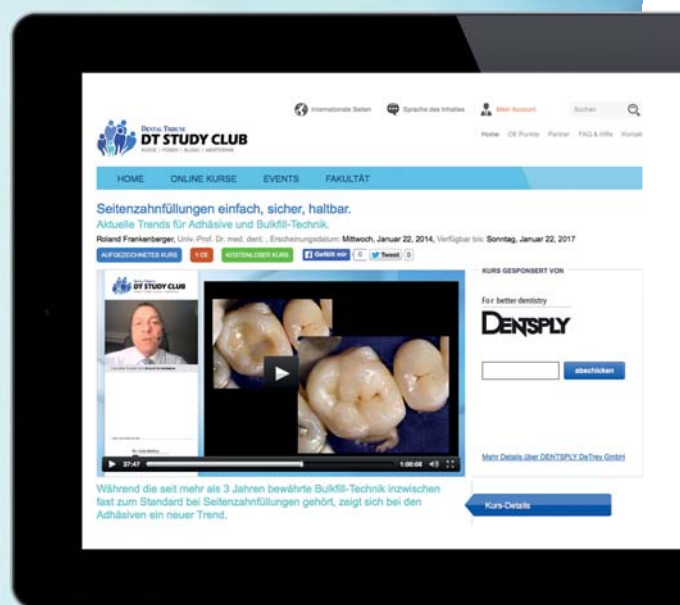 Internationale Seiten
Sprache des Inhaltes
Mein Account
Suchen
DENTAL TRIBUNE
DT STUDY CLUB
Home CE Punkte Partner FAQ & Hilfe Kontakt
HOME ONLINE KURSE EVENTS FAKULTÄT
Seitenzahnfüllungen einfach, sicher, haltbar.
Aktuelle Trends für Adhäsive und Bulkfill-Technik.
Roland Frankenberger, Univ.-Prof. Dr. med. dent. , Erscheinungsdatum: Mittwoch, Januar 22, 2014, Verfügbar bis: Sonntag, Januar 22, 2017
AUFGEZEICHNETES KURS 1 CE KOSTENLOSER KURS Gefällt mir 0 Tweet 0
DT STUDY CLUB
37:47 1:00:08
KURS GESPONSERT VON
For better dentistry
DENTSPLY
abschicken
Mehr Details über DENTSPLY DeTrey GmbH
Während die seit mehr als 3 Jahren bewährte Bulkfill-Technik inzwischen
fast zum Standard bei Seitenzahnfüllungen gehört, zeigt sich bei den
Adhäsiven ein neuer Trend.
Kurs-Details